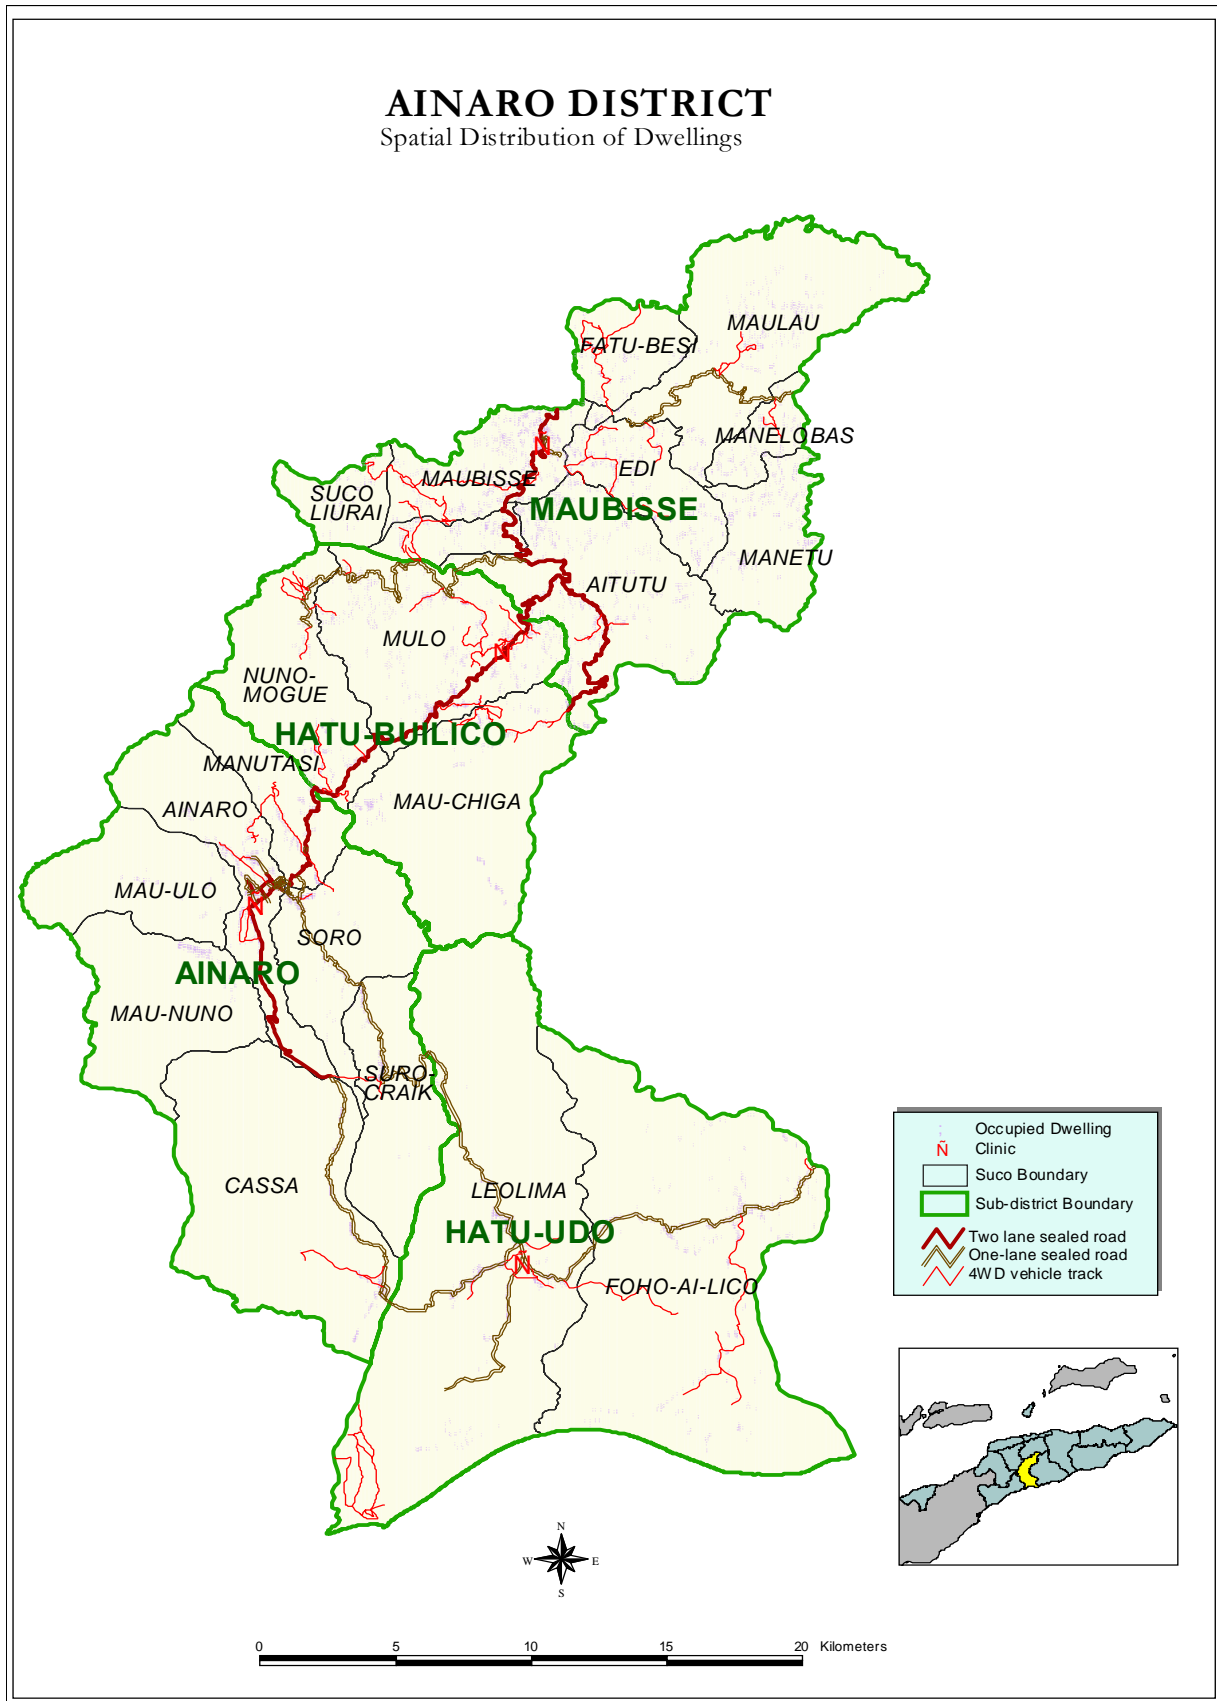 AINARO DISTRICT
Spatial Distribution of Dwellings
MAULAU
FATU-BESI
MANELOBAS
MAUBISSE
EDI
SUCO
LIURAI
MAUBISSE
MANETU
AITUTU
MULO
NUNO-
MOGUE
HATU-BUILICO
MANUTASI
MAU-CHIGA
AINARO
MAU-ULO
SORO
AINARO
MAU-NUNO
SURO-
CRAIK
CASSA
LEOLIMA
HATU-UDO
FOHO-AI-LICO
Ñ
Ñ
Ñ
Ñ
Occupied Dwelling
Ñ Clinic
Suco Boundary
Sub-district Boundary
Two lane sealed road
One-lane sealed road
4WD vehicle track
N
W E
S
0 5 10 15 20 Kilometers